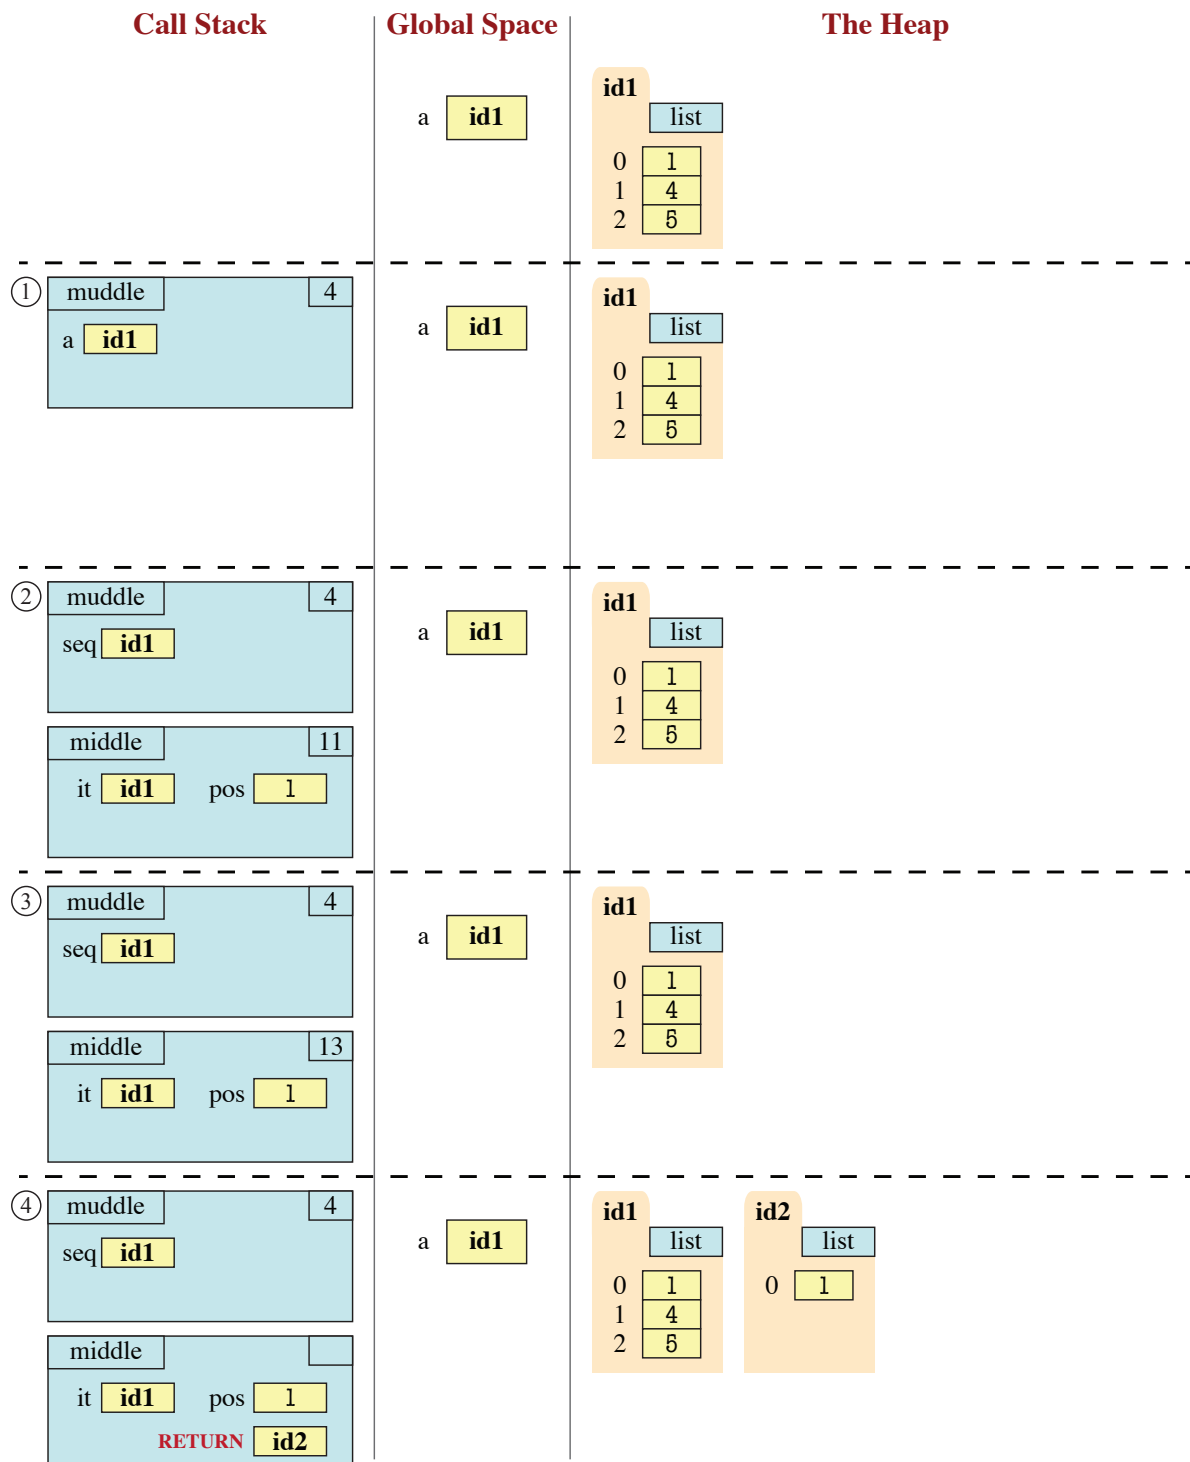 Call Stack Global Space The Heap
id1
a id1 list
0 1
1 4
2 5
1 muddle 4 id1
a id1 a id1 list
0 1
1 4
2 5
2 muddle 4 id1
seq id1 a id1 list
0 1
1 4
2 5
middle 11
it id1 pos 1
3 muddle 4 id1
seq id1 a id1 list
0 1
1 4
2 5
middle 13
it id1 pos 1
4 muddle 4 id1 id2
seq id1 a id1 list list
0 1 0 1
1 4
2 5
middle
it id1 pos 1
RETURN id2